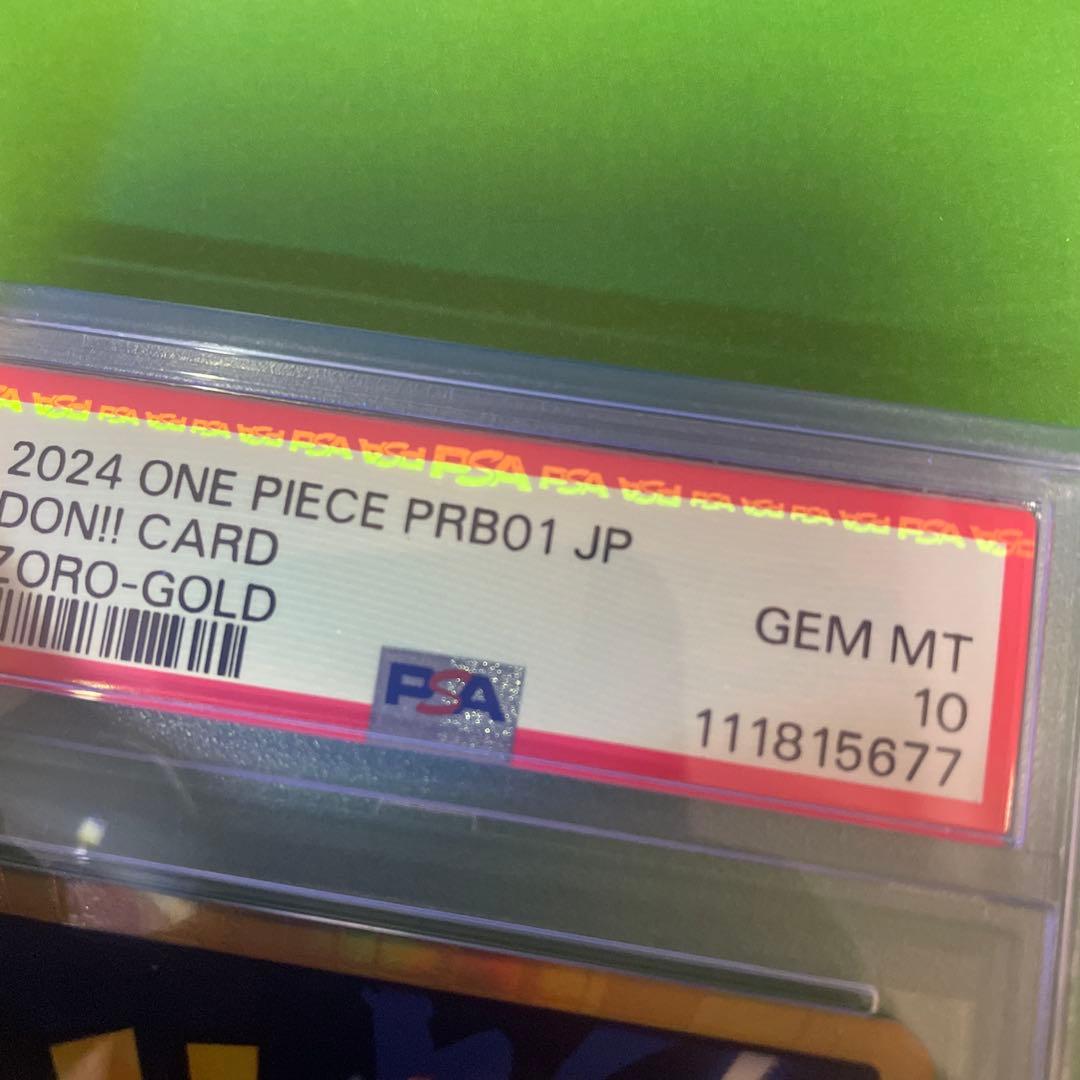 2024 ONE PIECE PRB01 JP
DON!! CARD
ZORO-GOLD
GEM MT
10
111815677
PSA